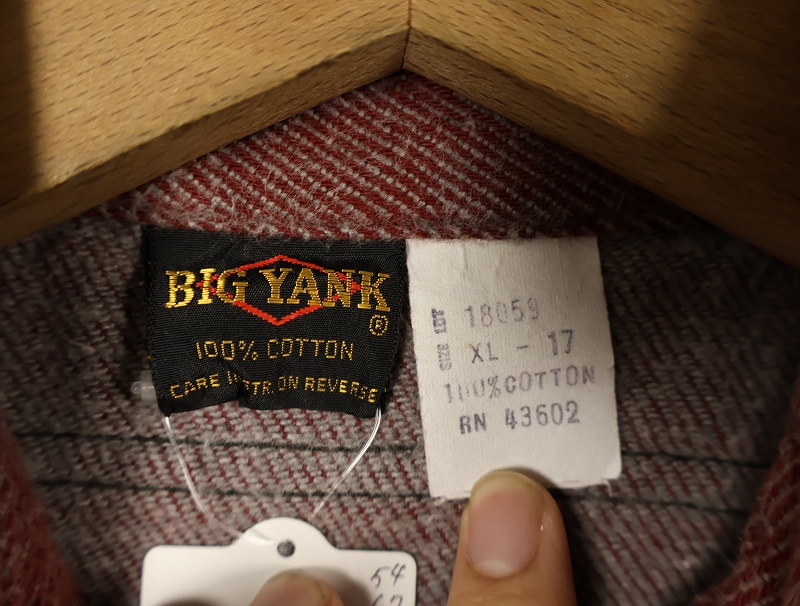 BIG YANK
®
100% COTTON
CARE INSTR. ON REVERSE
LOT 18059
SIZE XL - 17
100% COTTON
RN 43602
54